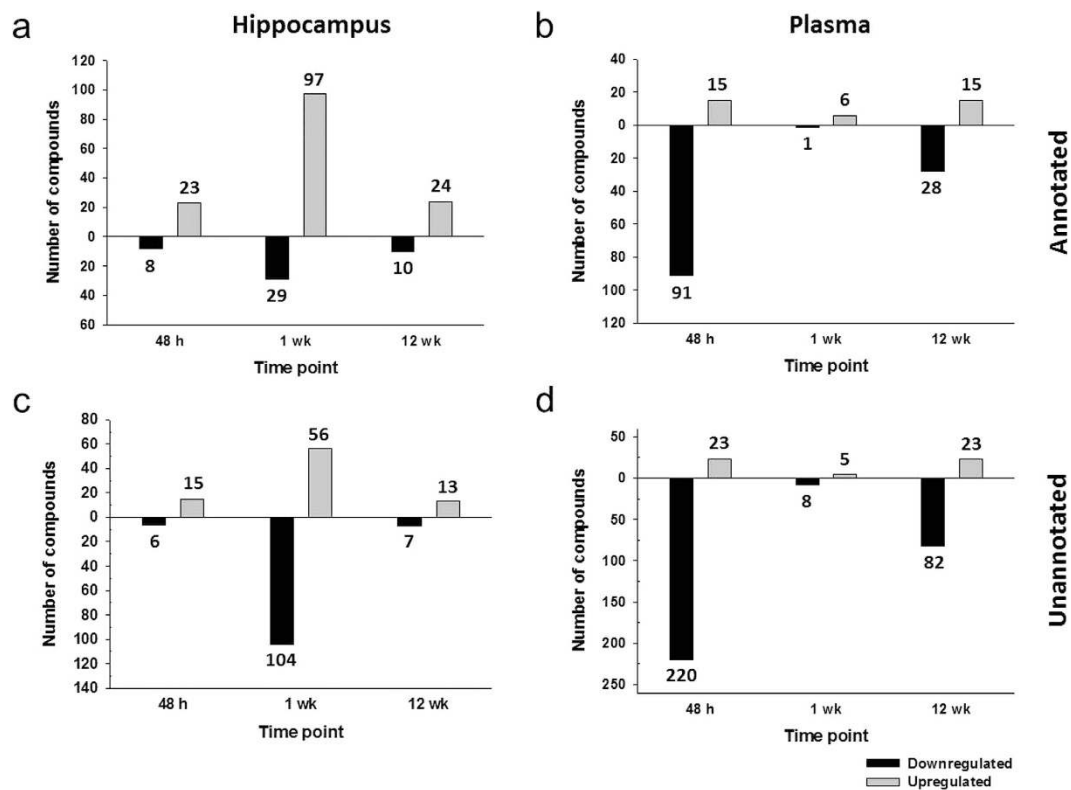 a
Hippocampus
b
Plasma
Number of compounds
120
100
80
60
40
20
0
20
40
60
23
8
97
29
24
10
48 h
1 wk
12 wk
Time point
Number of compounds
40
20
0
20
40
60
80
100
120
15
91
6
1
15
28
48 h
1 wk
12 wk
Time point
Annotated
c
Number of compounds
80
60
40
20
0
20
40
60
80
100
120
140
15
6
56
104
13
7
48 h
1 wk
12 wk
Time point
d
Number of compounds
50
25
0
50
75
100
150
200
250
23
220
5
8
23
82
48 h
1 wk
12 wk
Time point
Unannotated
Downregulated
Upregulated